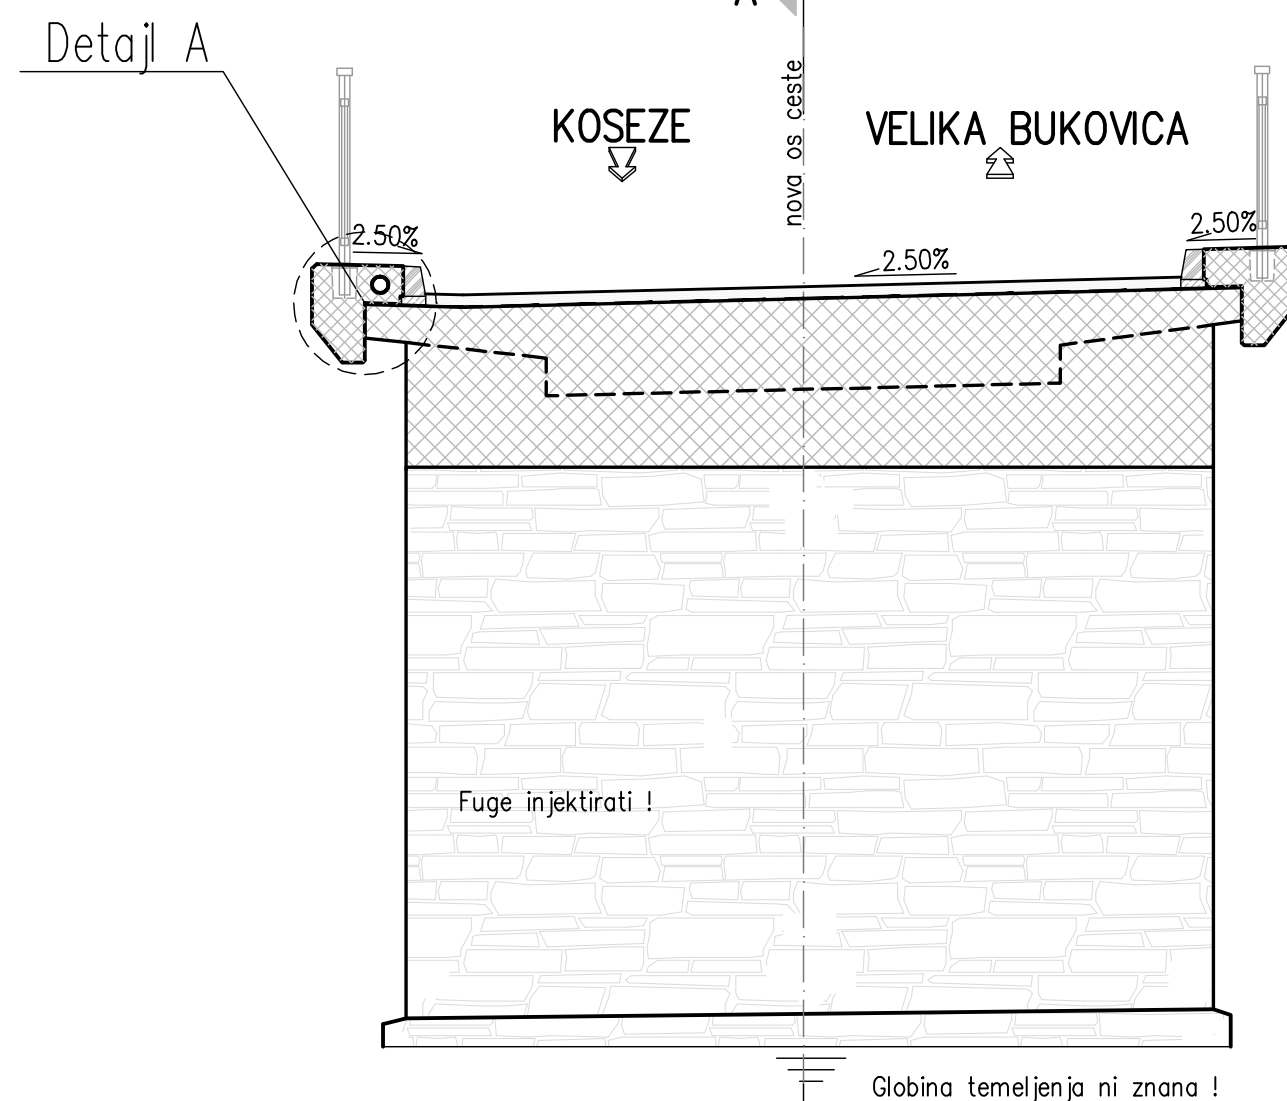 A
Detajl A
nova os ceste
KOSEZE
VELIKA BUKOVICA
2.50%
2.50%
2.50%
Fuge injektirati !
Globina temeljenja ni znana !